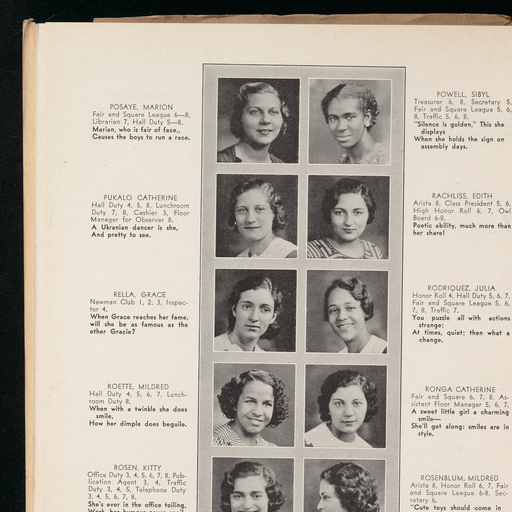 POSAYE, MARION
Fair and Square League 6—8,
Librarian 7, Hall Duty 5—8.
Marian, who is fair of face,,
Causes the boys to run a race.
PUKALO CATHERINE
Hall Duty 4, 5, 8, Lunchroom
Duty 7, 8, Cashier 3, Floor
Manager for Observer 8.
A Ukranian dancer is she,
And pretty to see.
RELLA, GRACE
Newman Club 1, 2, 3, Inspec-
tor 4.
When Grace reaches her fame,
will she be as famous as the
other Gracie?
ROETTE, MILDRED
Hall Duty 4, 5, 6, 7, Lunch-
room Duty 8.
When with a twinkle she does
smile,
How her dimple does beguile.
ROSEN, KITTY
Office Duty 3, 4, 5, 6, 7, 8, Pub-
lication Agent 3, 4, Traffic
Duty 3, 4, 5, Telephone Duty
3, 4, 5, 6, 7, 8.
She's ever in the office toiling,
POWELL, SIBYL
Treasurer 6, 8, Secretary 5,
Fair and Square League 5, 6,
8, Traffic 5, 6, 8.
"Silence is golden," This she
displays
When she holds the sign on
assembly days.
RACHLISS, EDITH
Arista 8, Class President 5, 6,
High Honor Roll 6, 7, Owl
Board 6-8.
Poetic ability, much more than
her share!
RODRIQUEZ, JULIA
Honor Roll 4, Hall Duty 5, 6, 7,
Fair and Square League 5, 6,
7, 8, Traffic 7.
You puzzle all with actions
strange;
At times, quiet; then what a
change.
RONGA CATHERINE
Fair and Square 6, 7, 8, As-
sistant Floor Manager 5, 6, 7.
A sweet little girl a charming
smile—
She'll get along: smiles are in
style.
ROSENBLUM, MILDRED
Arista 8, Honor Roll 6, 7, Fair
and Square League 6-8, Sec-
retary 6.
"Cute toys should come in